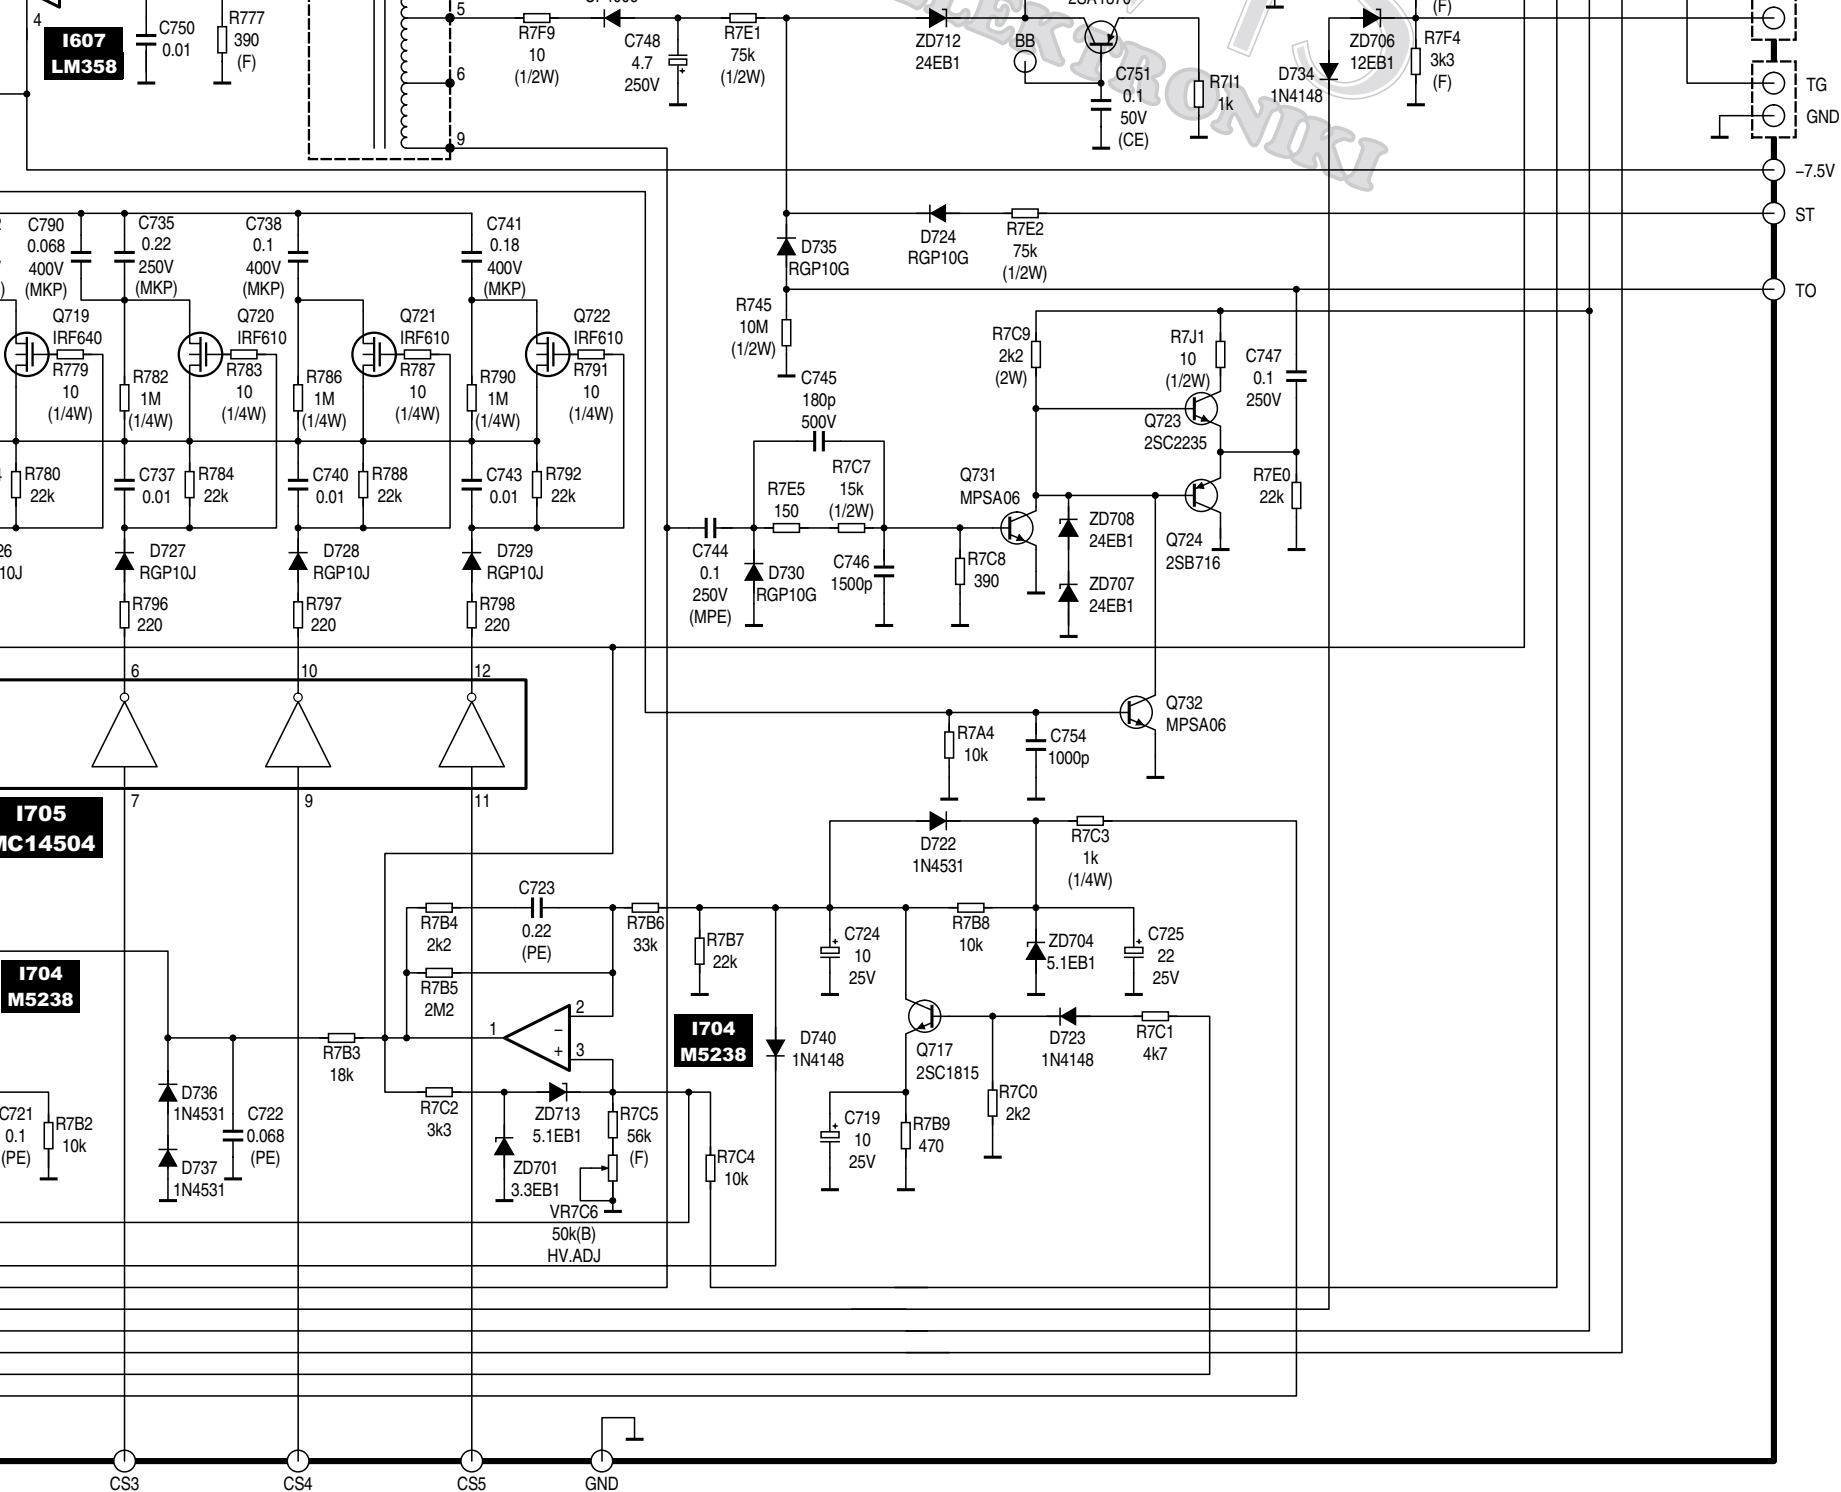 4
I607
LM358
C750
0.01
R777
390
(F)
5
6
9
R7F9
10
(1/2W)
C748
4.7
250V
R7E1
75k
(1/2W)
ZD712
24EB1
BB
C751
0.1
50V
(CE)
R7I1
1k
D734
1N4148
ZD706
12EB1
(F)
R7F4
3k3
(F)
ELEKTRONIKI
TG
GND
–7.5V
ST
TO
C790
0.068
400V
(MKP)
C735
0.22
250V
(MKP)
C738
0.1
400V
(MKP)
C741
0.18
400V
(MKP)
D735
RGP10G
D724
RGP10G
R7E2
75k
(1/2W)
Q719
IRF640
R779
10
(1/4W)
R782
1M
(1/4W)
Q720
IRF610
R783
10
(1/4W)
R786
1M
(1/4W)
Q721
IRF610
R787
10
(1/4W)
R790
1M
(1/4W)
Q722
IRF610
R791
10
(1/4W)
R745
10M
(1/2W)
C745
180p
500V
R7C9
2k2
(2W)
R7J1
10
(1/2W)
C747
0.1
250V
Q723
2SC2235
R780
22k
C737
0.01
R784
22k
C740
0.01
R788
22k
C743
0.01
R792
22k
R7E5
150
R7C7
15k
(1/2W)
Q731
MPSA06
ZD708
24EB1
Q724
2SB716
R7E0
22k
10J
D727
RGP10J
D728
RGP10J
D729
RGP10J
C744
0.1
250V
(MPE)
D730
RGP10G
C746
1500p
R7C8
390
ZD707
24EB1
R796
220
R797
220
R798
220
6
10
12
Q732
MPSA06
R7A4
10k
C754
1000p
7
9
11
I705
MC14504
D722
1N4531
R7C3
1k
(1/4W)
C723
0.22
(PE)
R7B4
2k2
R7B5
2M2
R7B6
33k
R7B7
22k
C724
10
25V
R7B8
10k
ZD704
5.1EB1
C725
22
25V
I704
M5238
1
2
3
–
+
I704
M5238
D740
1N4148
Q717
2SC1815
D723
1N4148
R7C1
4k7
R7B3
18k
R7C2
3k3
ZD713
5.1EB1
R7C5
56k
(F)
R7C0
2k2
C721
0.1
(PE)
R7B2
10k
D736
1N4531
C722
0.068
(PE)
D737
1N4531
ZD701
3.3EB1
R7C4
10k
C719
10
25V
R7B9
470
VR7C6
50k(B)
HV.ADJ
CS3
CS4
CS5
GND